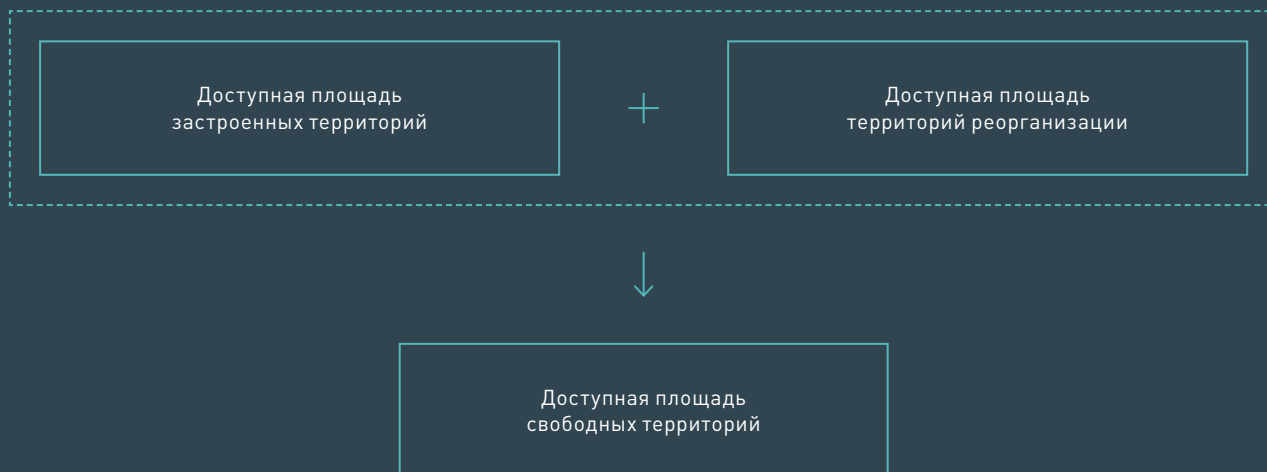 Доступная площадь
застроенных территорий
Доступная площадь
территорий реорганизации
Доступная площадь
свободных территорий